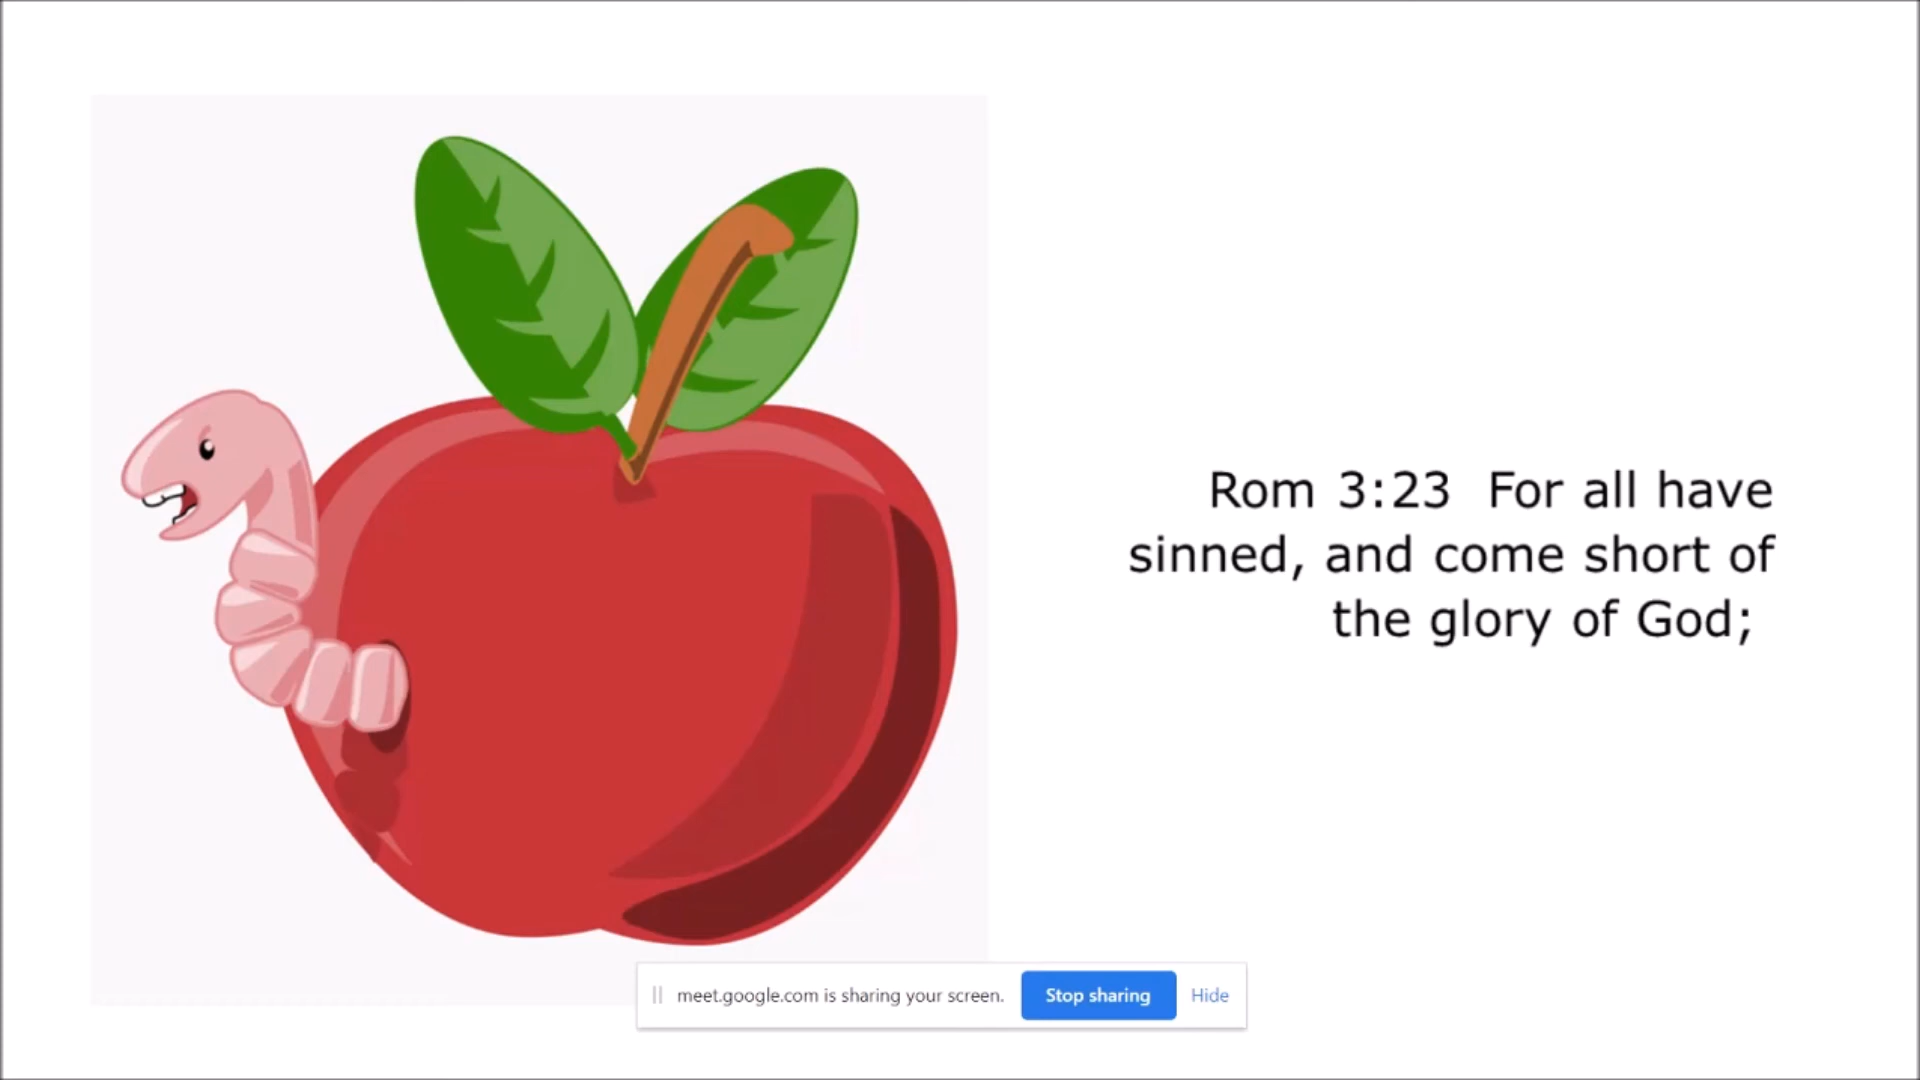 Rom 3:23  For all have
sinned, and come short of
the glory of God;
meet.google.com is sharing your screen. Stop sharing Hide